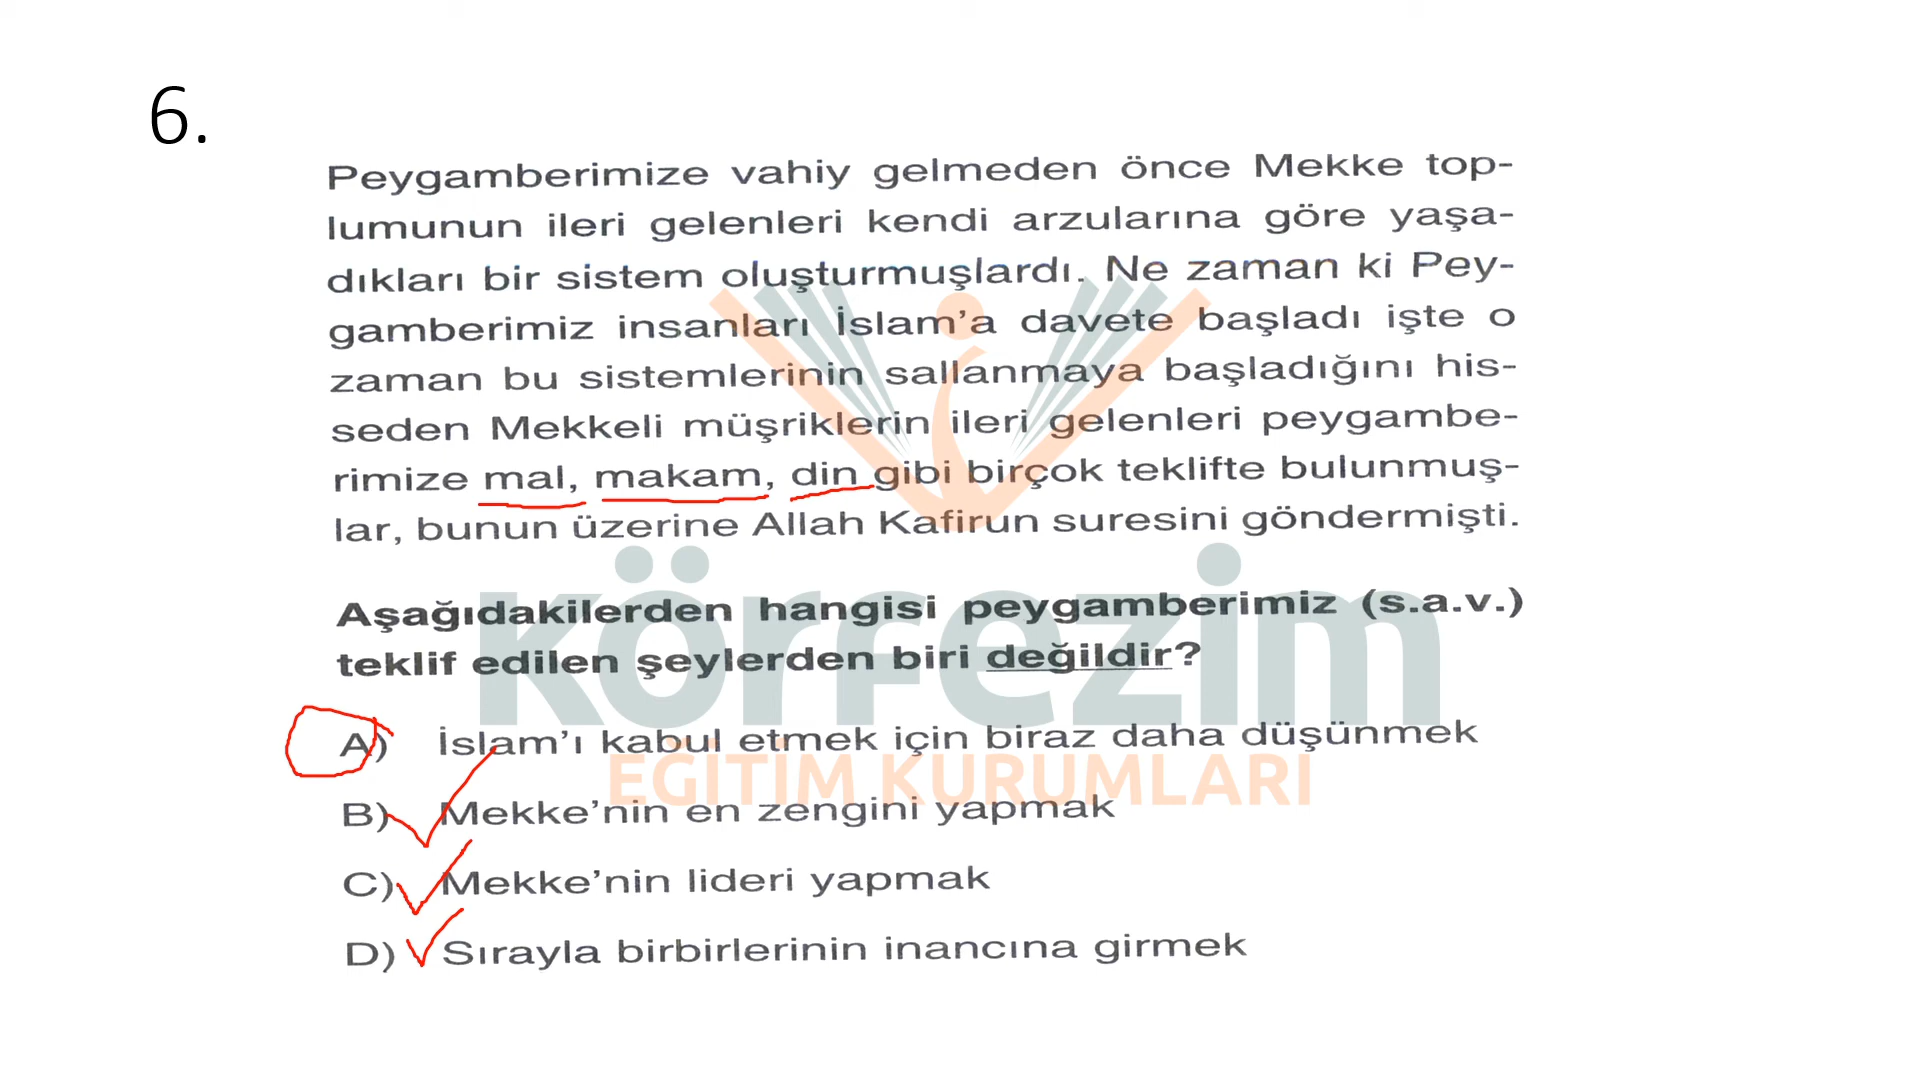 6.
Peygamberimize vahiy gelmeden önce Mekke top-
lumunun ileri gelenleri kendi arzularına göre yaşa-
dıkları bir sistem oluşturmuşlardı. Ne zaman ki Pey-
gamberimiz insanları İslam’a davete başladı işte o
zaman bu sistemlerinin sallanmaya başladığını his-
seden Mekkeli müşriklerin ileri gelenleri peygambe-
rimize mal, makam, din gibi birçok teklifte bulunmuş-
lar, bunun üzerine Allah Kafirun suresini göndermişti.
Aşağıdakilerden hangisi peygamberimiz (s.a.v.)
teklif edilen şeylerden biri değildir?
A) İslam’ı kabul etmek için biraz daha düşünmek
B) Mekke’nin en zengini yapmak
C) Mekke’nin lideri yapmak
D) Sırayla birbirlerinin inancına girmek
körfezim
EĞİTİM KURUMLARI